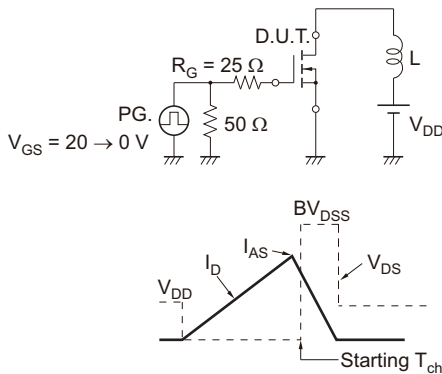 D.U.T.
L
R_G = 25 Ω
PG.
50 Ω
V_DD
V_GS = 20 → 0 V
BV_DSS
I_AS
V_DD
I_D
V_DS
Starting T_ch